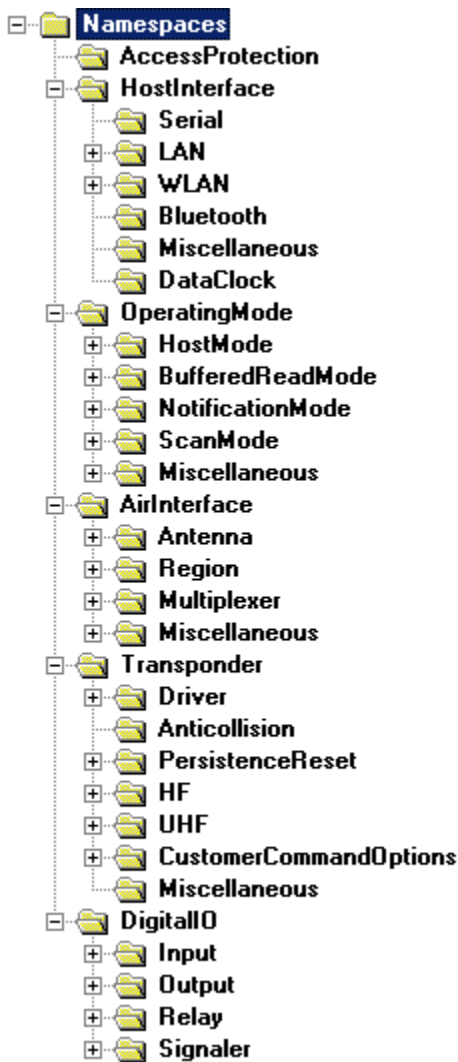 Namespaces
AccessProtection
HostInterface
Serial
LAN
WLAN
Bluetooth
Miscellaneous
DataClock
OperatingMode
HostMode
BufferedReadMode
NotificationMode
ScanMode
Miscellaneous
AirInterface
Antenna
Region
Multiplexer
Miscellaneous
Transponder
Driver
Anticollision
PersistenceReset
HF
UHF
CustomerCommandOptions
Miscellaneous
DigitalIO
Input
Output
Relay
Signaler